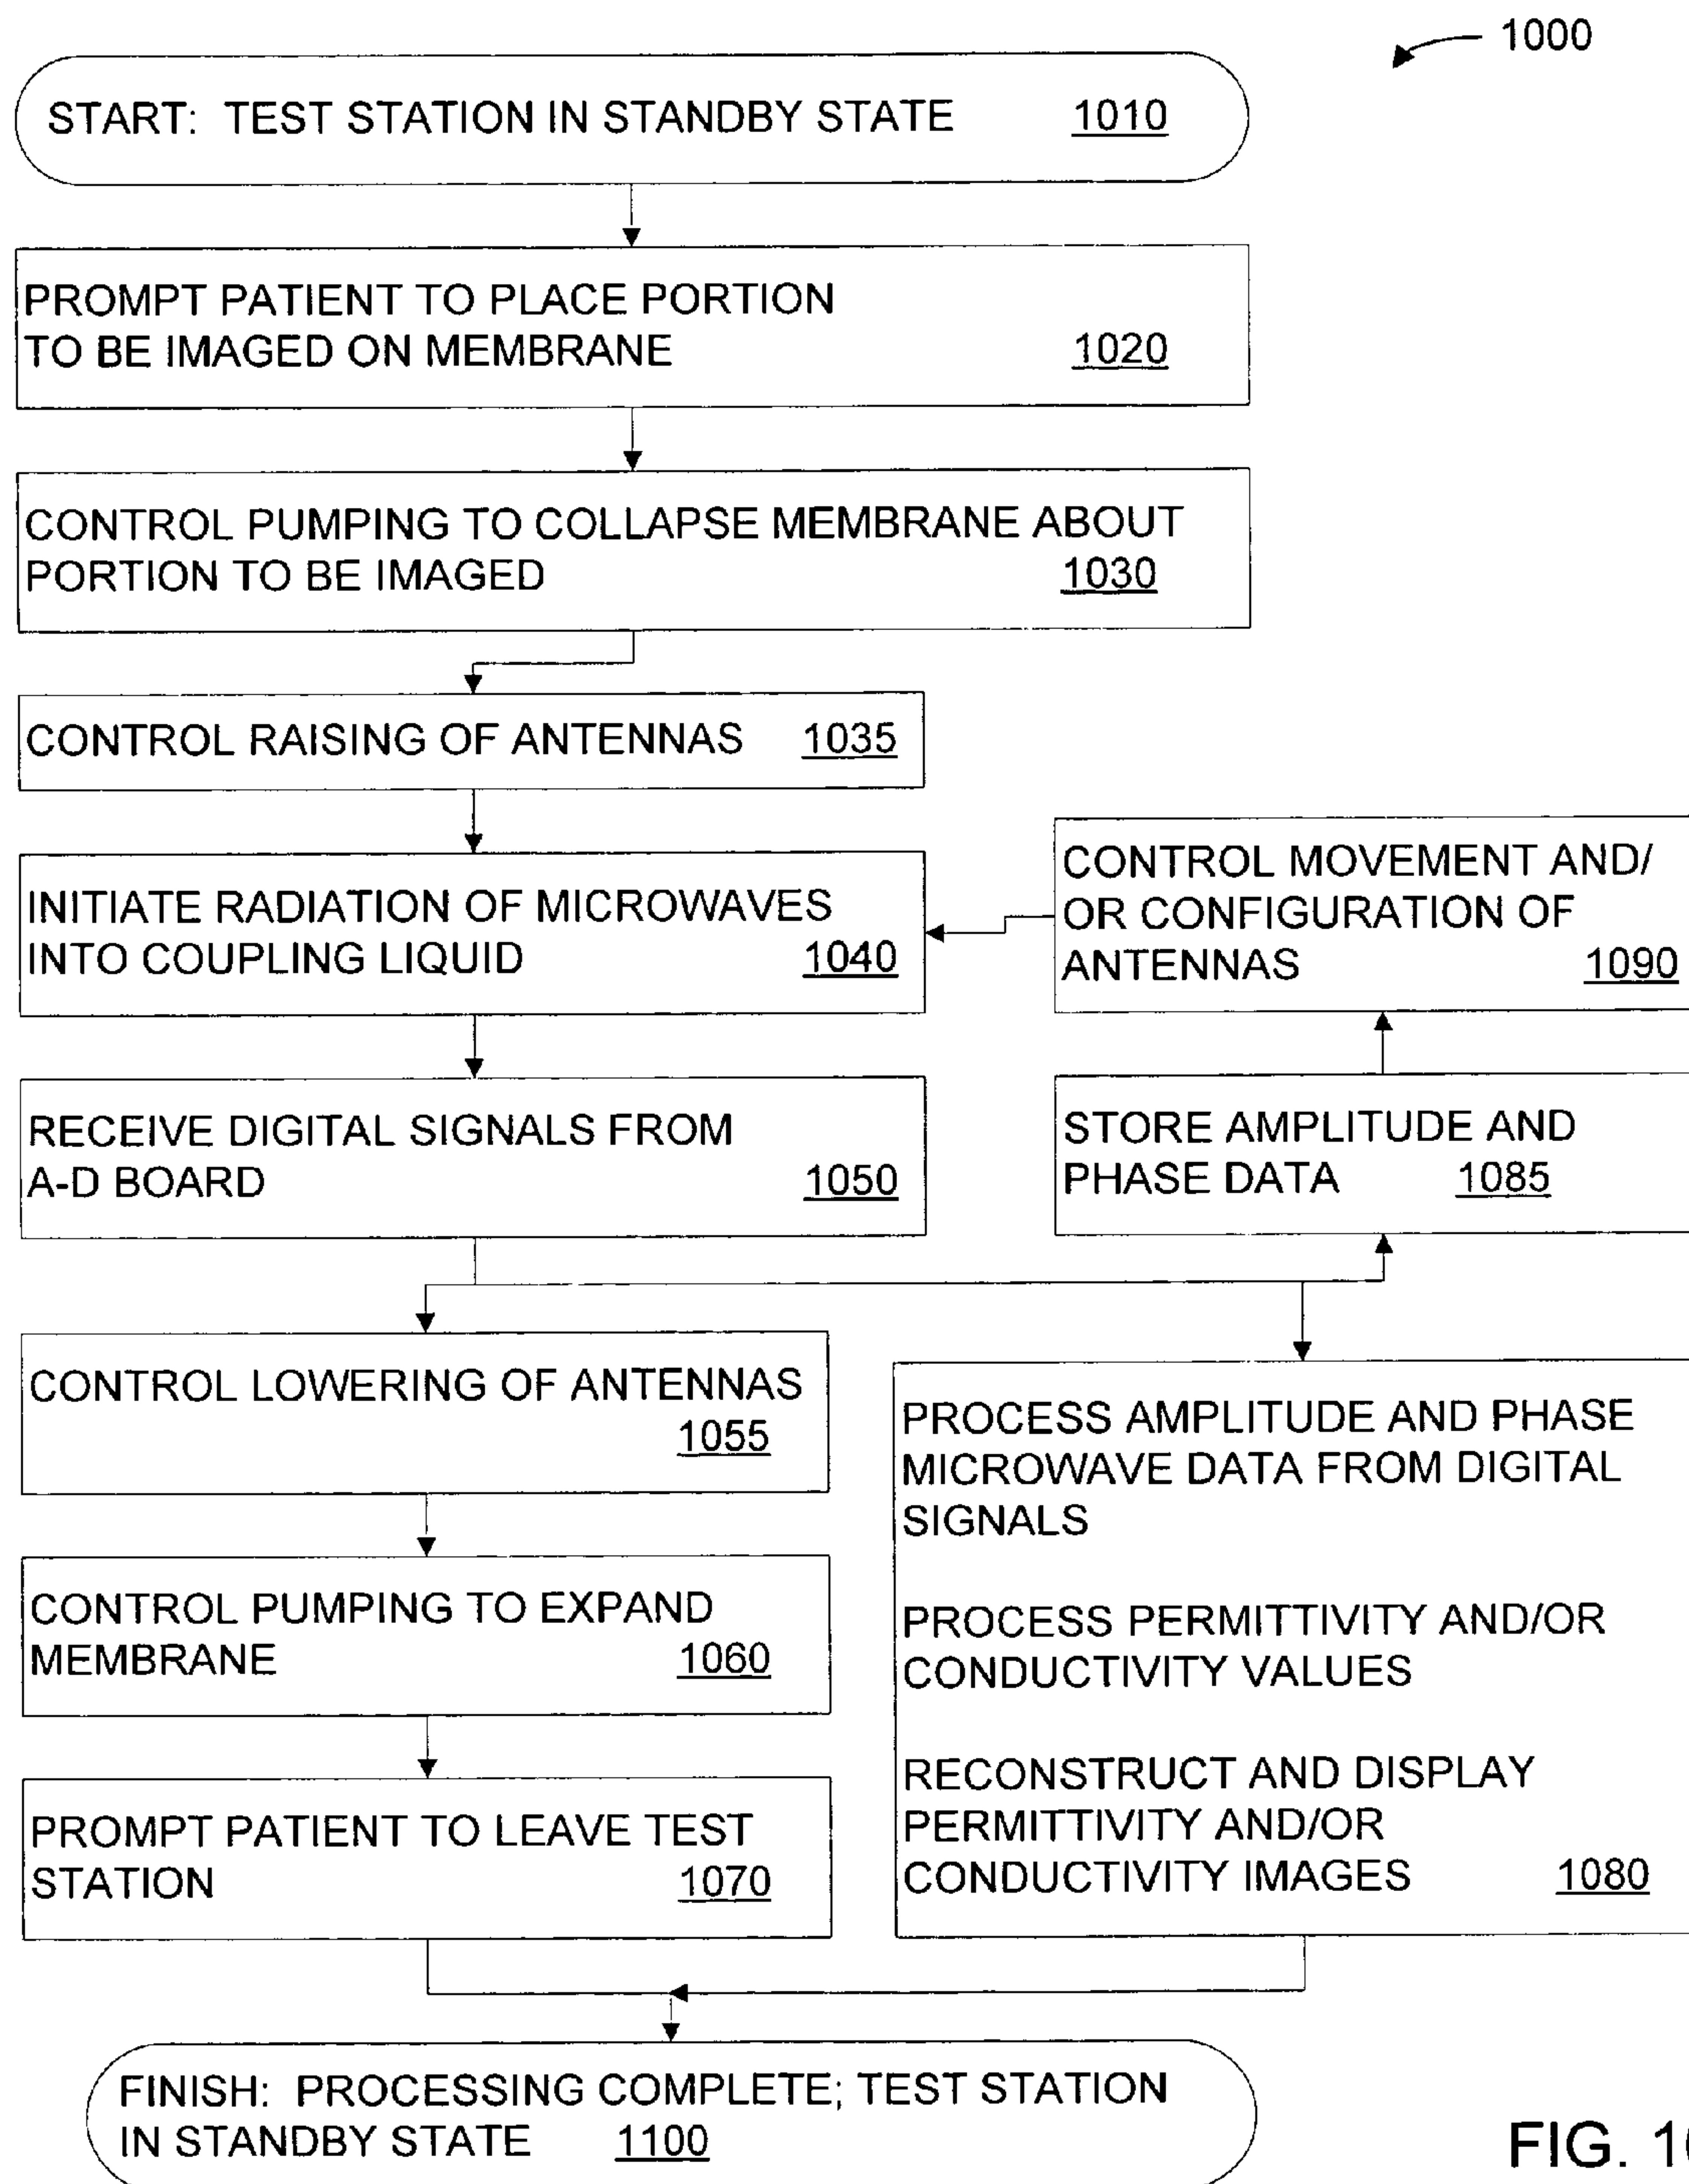 1000
START: TEST STATION IN STANDBY STATE 1010
PROMPT PATIENT TO PLACE PORTION
TO BE IMAGED ON MEMBRANE 1020
CONTROL PUMPING TO COLLAPSE MEMBRANE ABOUT
PORTION TO BE IMAGED 1030
CONTROL RAISING OF ANTENNAS 1035
INITIATE RADIATION OF MICROWAVES
INTO COUPLING LIQUID 1040
CONTROL MOVEMENT AND/
OR CONFIGURATION OF
ANTENNAS 1090
RECEIVE DIGITAL SIGNALS FROM
A-D BOARD 1050
STORE AMPLITUDE AND
PHASE DATA 1085
CONTROL LOWERING OF ANTENNAS
1055
CONTROL PUMPING TO EXPAND
MEMBRANE 1060
PROMPT PATIENT TO LEAVE TEST
STATION 1070
PROCESS AMPLITUDE AND PHASE
MICROWAVE DATA FROM DIGITAL
SIGNALS
PROCESS PERMITTIVITY AND/OR
CONDUCTIVITY VALUES
RECONSTRUCT AND DISPLAY
PERMITTIVITY AND/OR
CONDUCTIVITY IMAGES 1080
FINISH: PROCESSING COMPLETE; TEST STATION
IN STANDBY STATE 1100
FIG.